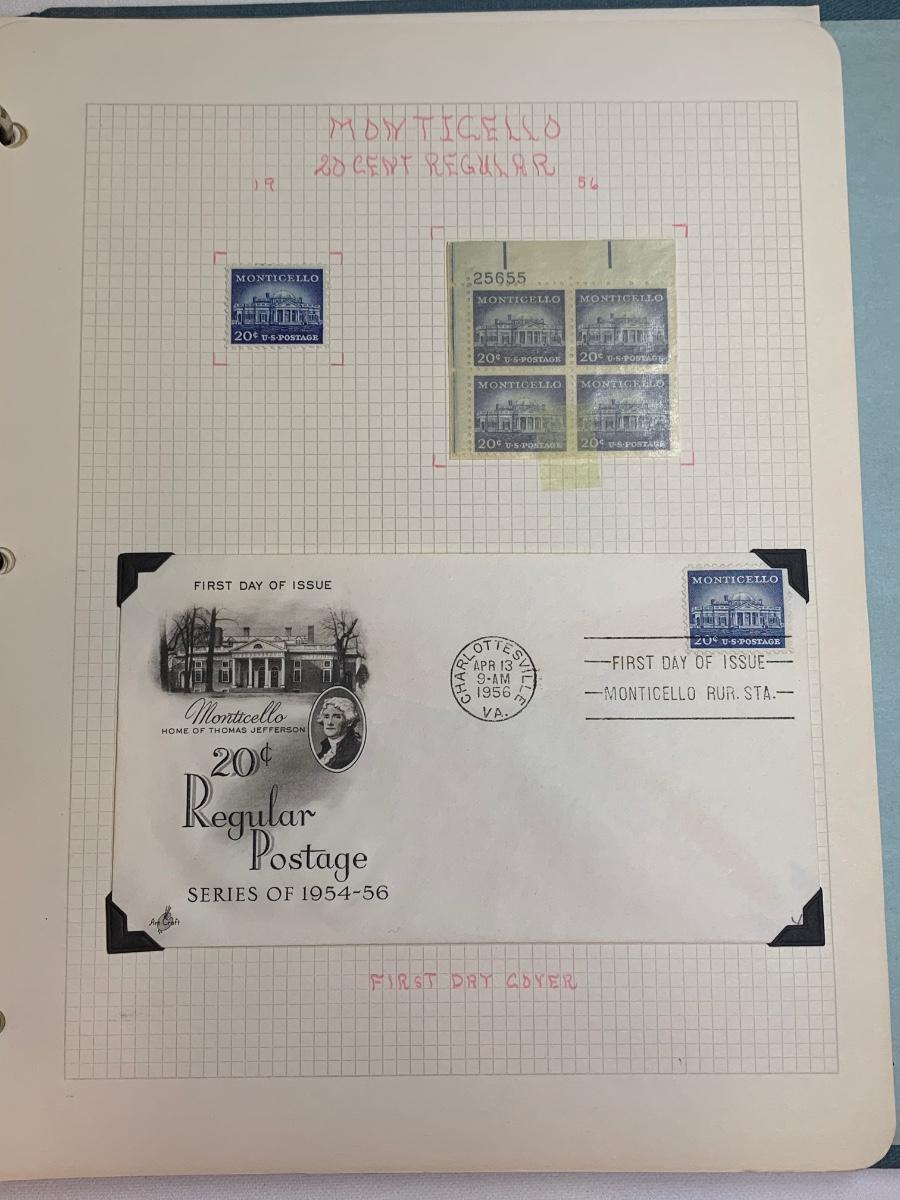 MONTICELLO
20 CENT REGULAR
19 56
MONTICELLO
20¢ U·S·POSTAGE
25655
MONTICELLO MONTICELLO
20¢ U·S·POSTAGE 20¢ U·S·POSTAGE
MONTICELLO MONTICELLO
20¢ U·S·POSTAGE 20¢ U·S·POSTAGE
FIRST DAY OF ISSUE
Monticello
HOME OF THOMAS JEFFERSON
20¢
Regular
Postage
SERIES OF 1954-56
Art Craft
CHARLOTTESVILLE
APR 13
9-AM
1956
VA.
MONTICELLO
20¢ U·S·POSTAGE
FIRST DAY OF ISSUE
MONTICELLO RUR. STA.
FIRST DAY COVER